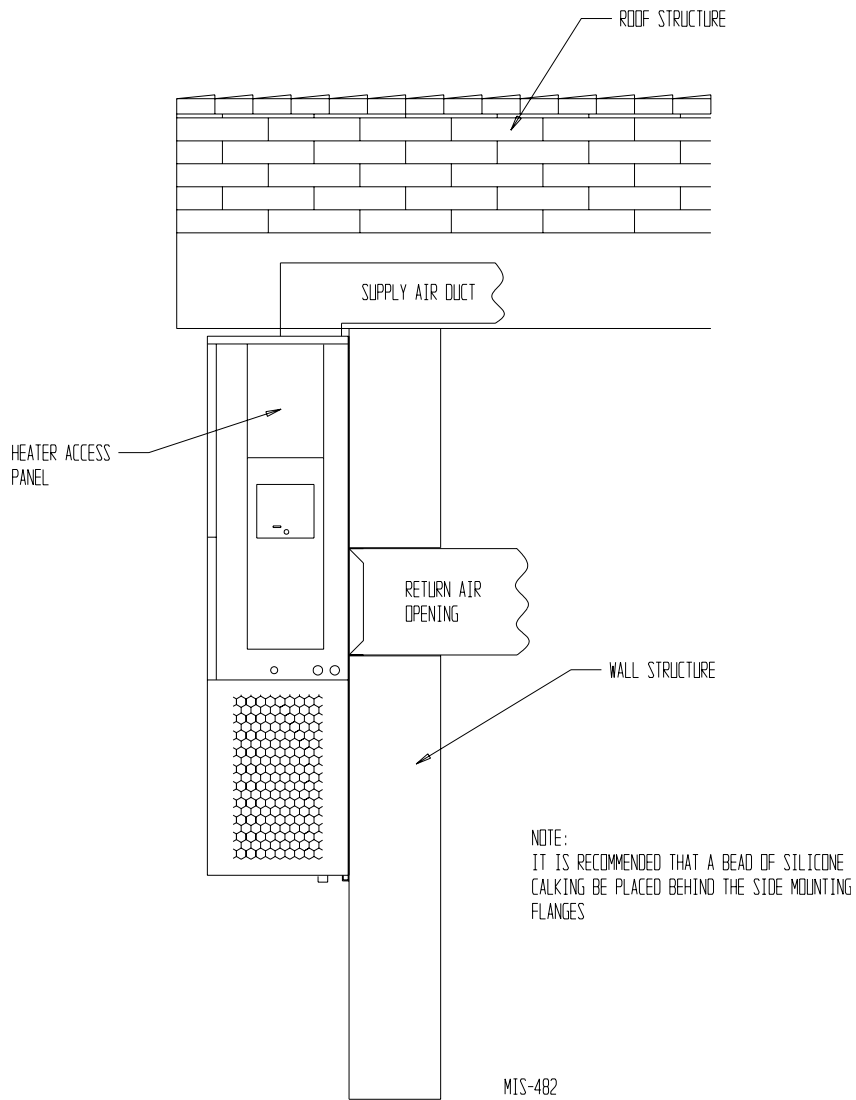 ROOF STRUCTURE
SUPPLY AIR DUCT
HEATER ACCESS
PANEL
RETURN AIR
OPENING
WALL STRUCTURE
NOTE:
IT IS RECOMMENDED THAT A BEAD OF SILICONE
CALKING BE PLACED BEHIND THE SIDE MOUNTING
FLANGES
MIS-482